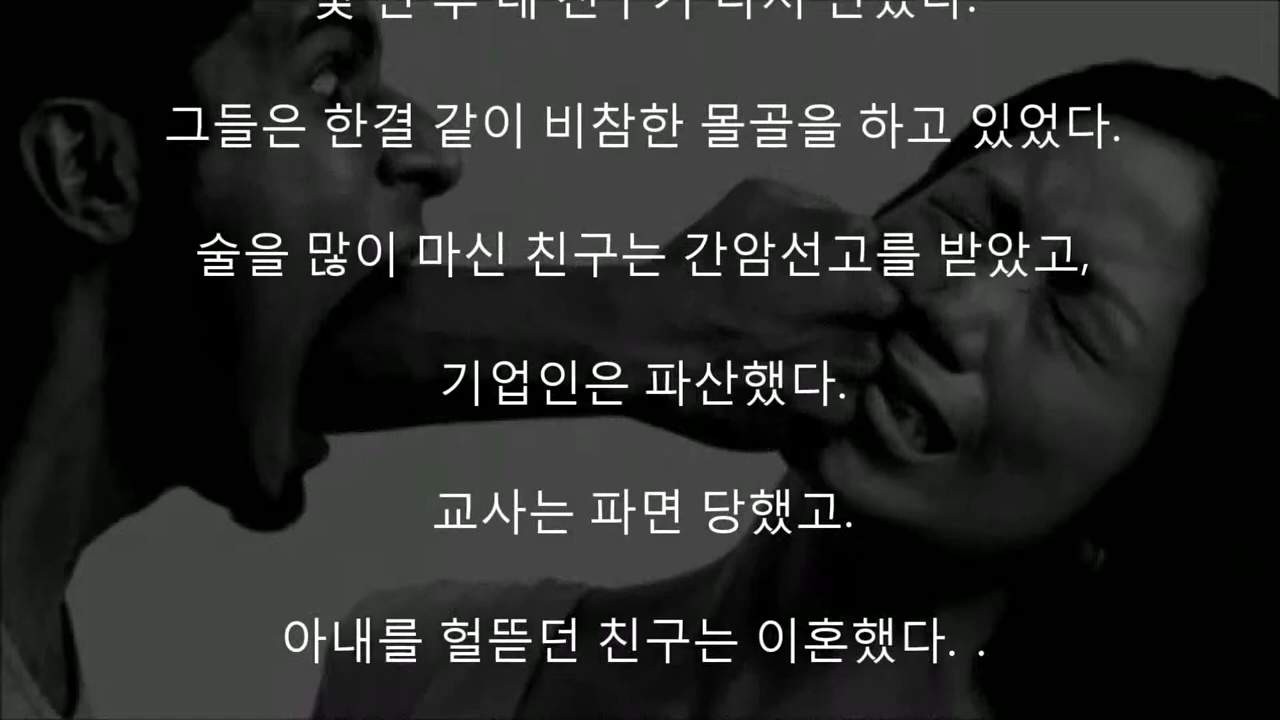 그들은 한결 같이 비참한 몰골을 하고 있었다.
술을 많이 마신 친구는 간암선고를 받았고,
기업인은 파산했다.
교사는 파면 당했고.
아내를 헐뜯던 친구는 이혼했다. .